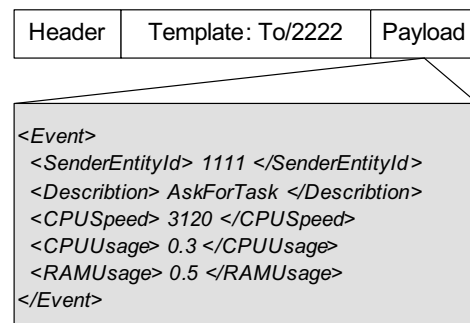 Header Template: To/2222 Payload
<Event>
<SenderEntityId> 1111 </SenderEntityId>
<Describtion> AskForTask </Describtion>
<CPUSpeed> 3120 </CPUSpeed>
<CPUUsage> 0.3 </CPUUsage>
<RAMUsage> 0.5 </RAMUsage>
</Event>